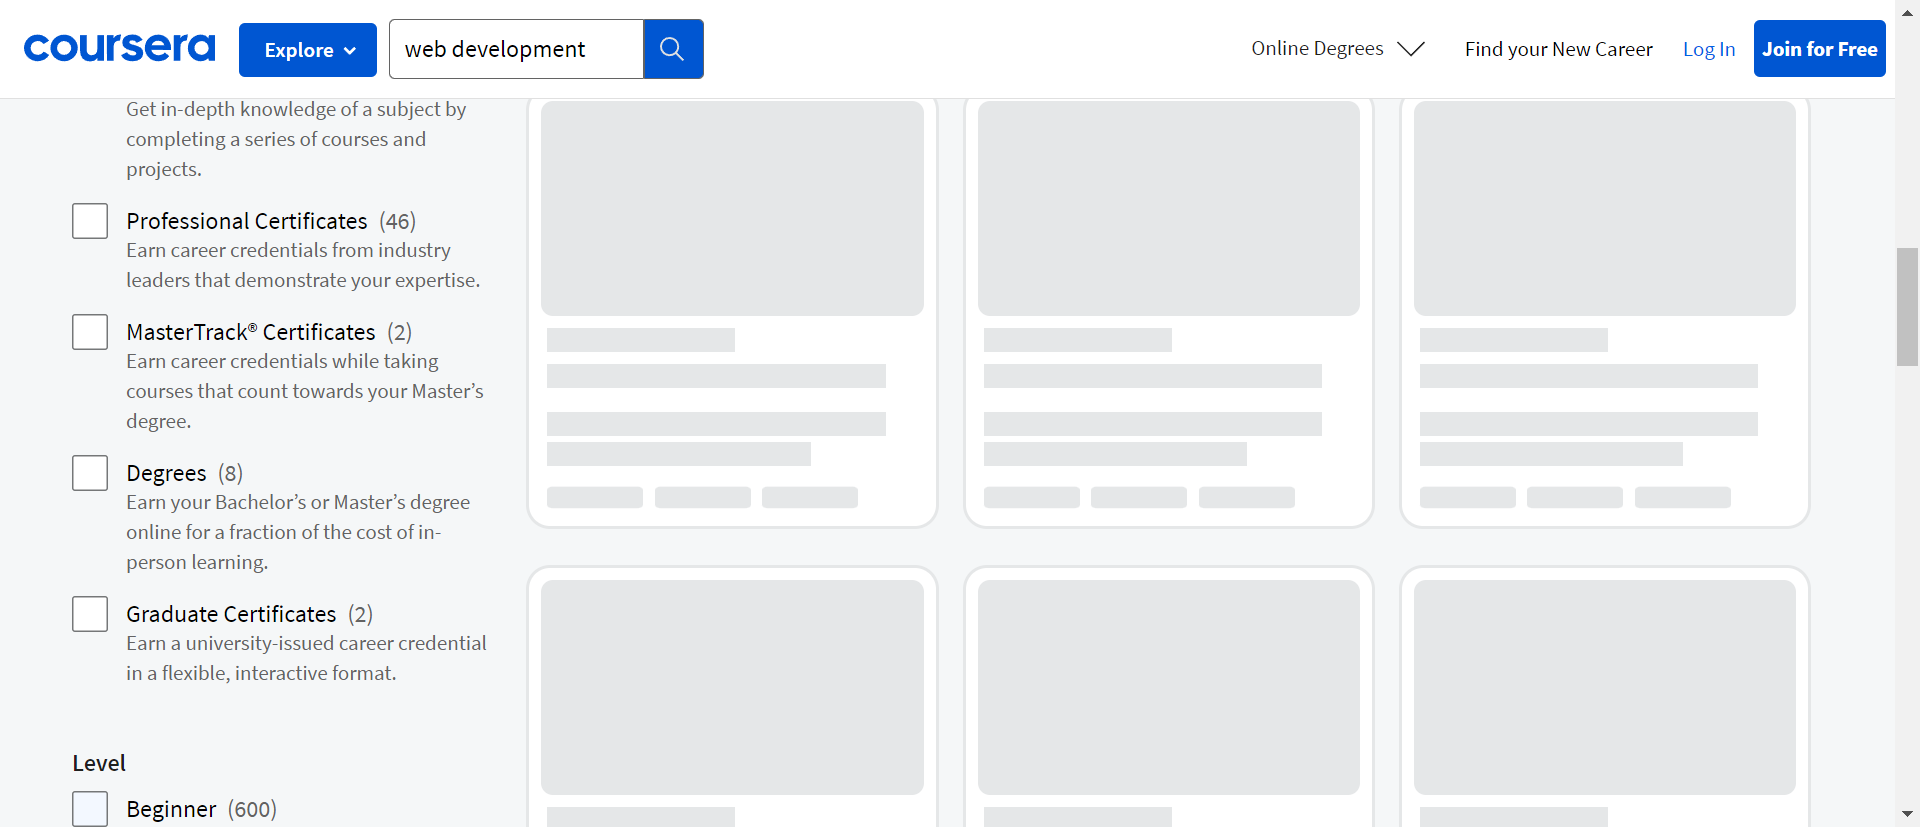 coursera
Explore
web development
Online Degrees
Find your New Career
Log In
Join for Free
Get in-depth knowledge of a subject by
completing a series of courses and
projects.
Professional Certificates (46)
Earn career credentials from industry
leaders that demonstrate your expertise.
MasterTrack® Certificates (2)
Earn career credentials while taking
courses that count towards your Master’s
degree.
Degrees (8)
Earn your Bachelor’s or Master’s degree
online for a fraction of the cost of in-
person learning.
Graduate Certificates (2)
Earn a university-issued career credential
in a flexible, interactive format.
Level
Beginner (600)